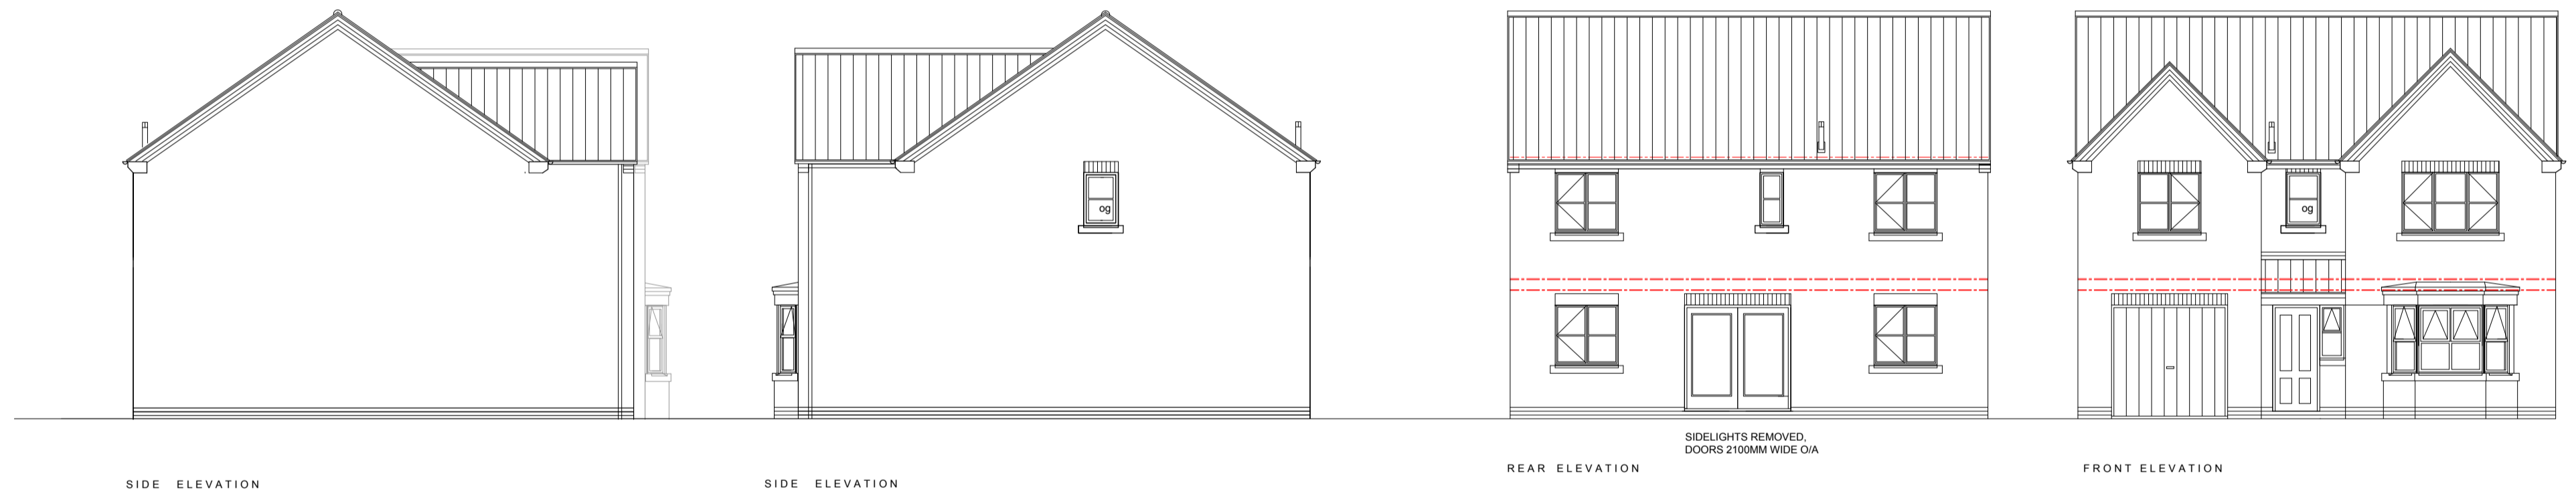 og
og
SIDELIGHTS REMOVED,
DOORS 2100MM WIDE O/A
SIDE ELEVATION
SIDE ELEVATION
REAR ELEVATION
FRONT ELEVATION